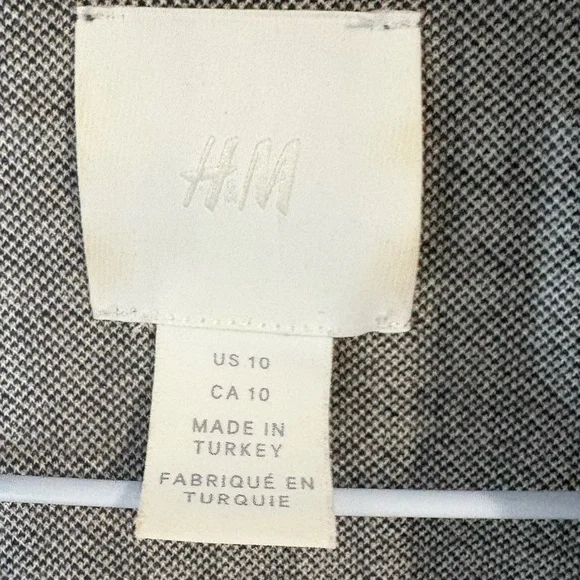 H&M
US 10
CA 10
MADE IN
TURKEY
FABRIQUÉ EN
TURQUIE